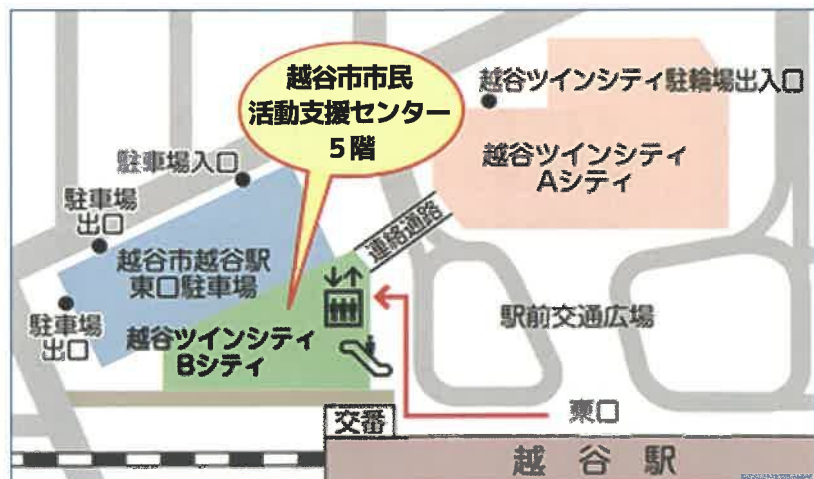 越谷市市民
活動支援センター
5階
越谷ツインシティ駐輪場出入口
越谷ツインシティ
Aシティ
駐車場入口
駐車場
出口
連絡通路
越谷市越谷駅
東口駐車場
駐車場
出口
越谷ツインシティ
Bシティ
駅前交通広場
東口
交番
越谷駅